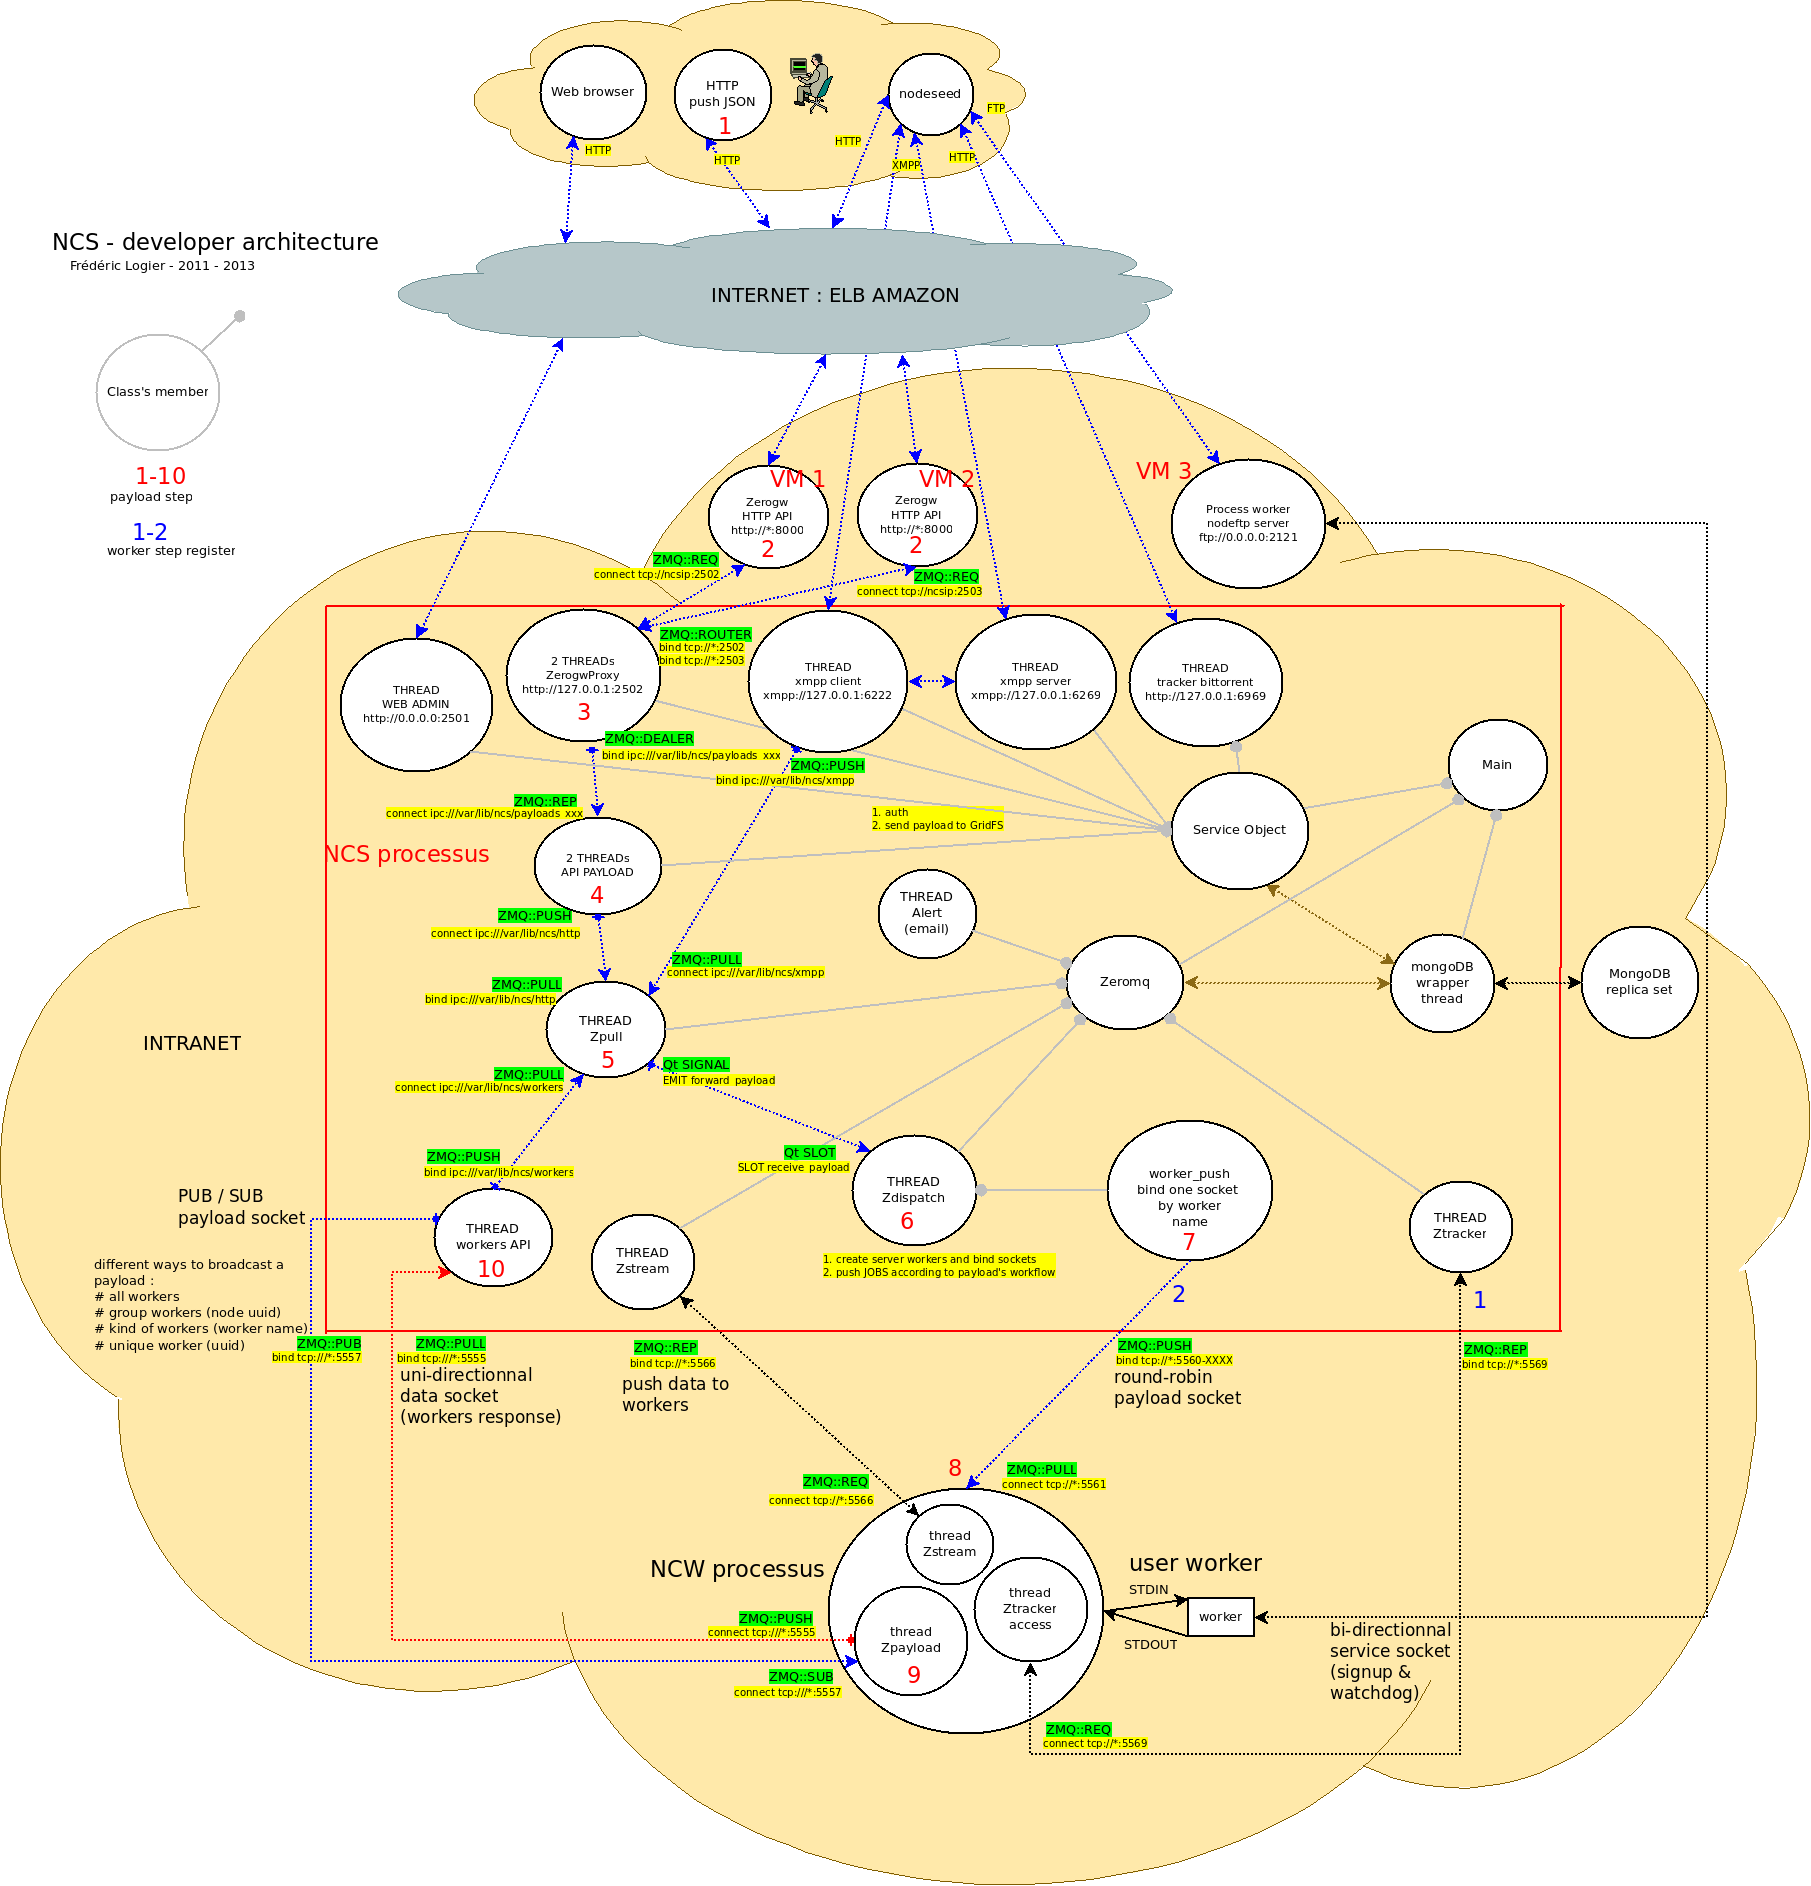 Web browser
HTTP
push JSON
1
nodeseed
FTP
HTTP
HTTP
HTTP
XMPP
HTTP
NCS - developer architecture
Frédéric Logier - 2011 - 2013
INTERNET : ELB AMAZON
Class's member
1-10
payload step
1-2
worker step register
VM 1
Zerogw
HTTP API
http://*:8000
2
VM 2
Zerogw
HTTP API
http://*:8000
2
VM 3
Process worker
nodeftp server
ftp://0.0.0.0:2121
ZMQ::REQ
connect tcp://ncsip:2502
ZMQ::REQ
connect tcp://ncsip:2503
ZMQ::ROUTER
bind tcp://*:2502
bind tcp://*:2503
THREAD
WEB ADMIN
http://0.0.0.0:2501
2 THREADs
ZerogwProxy
http://127.0.0.1:2502
3
THREAD
xmpp client
xmpp://127.0.0.1:6222
THREAD
xmpp server
xmpp://127.0.0.1:6269
THREAD
tracker bittorrent
http://127.0.0.1:6969
ZMQ::DEALER
bind ipc:///var/lib/ncs/payloads_xxx
ZMQ::PUSH
bind ipc:///var/lib/ncs/xmpp
Main
ZMQ::REP
connect ipc:///var/lib/ncs/payloads_xxx
1. auth
2. send payload to GridFS
Service Object
NCS processus
2 THREADs
API PAYLOAD
4
ZMQ::PUSH
connect ipc:///var/lib/ncs/http
THREAD
Alert
(email)
ZMQ::PULL
connect ipc:///var/lib/ncs/xmpp
Zeromq
mongoDB
wrapper
thread
MongoDB
replica set
ZMQ::PULL
bind ipc:///var/lib/ncs/http
THREAD
Zpull
5
INTRANET
ZMQ::PULL
connect ipc:///var/lib/ncs/workers
Qt SIGNAL
EMIT forward_payload
ZMQ::PUSH
bind ipc:///var/lib/ncs/workers
Qt SLOT
SLOT receive_payload
THREAD
Zdispatch
6
worker_push
bind one socket
by worker
name
7
THREAD
Ztracker
PUB / SUB
payload socket
THREAD
workers API
10
THREAD
Zstream
1. create server workers and bind sockets
2. push JOBS according to payload's workflow
2
1
different ways to broadcast a
payload :
# all workers
# group workers (node uuid)
# kind of workers (worker name)
# unique worker (uuid)
ZMQ::PUB
bind tcp:///*:5557
ZMQ::PULL
bind tcp:///*:5555
uni-directionnal
data socket
(workers response)
ZMQ::REP
bind tcp://*:5566
push data to
workers
ZMQ::PUSH
bind tcp://*:5560-XXXX
round-robin
payload socket
ZMQ::REP
bind tcp://*:5569
8
ZMQ::PULL
connect tcp://*:5561
ZMQ::REQ
connect tcp://*:5566
thread
Zstream
NCW processus
thread
Ztracker
access
user worker
STDIN
worker
STDOUT
ZMQ::PUSH
connect tcp:///*:5555
thread
Zpayload
9
ZMQ::SUB
connect tcp:///*:5557
bi-directionnal
service socket
(signup &
watchdog)
ZMQ::REQ
connect tcp://*:5569